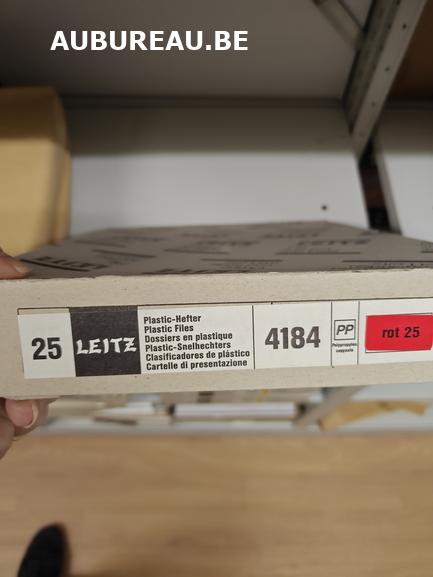 AUBUREAU.BE
LEITZ
25
LEITZ
Plastic-Hefter
Plastic Files
Dossiers en plastique
Plastic-Snelhechters
Clasificadores de plástico
Cartelle di presentazione
4184
PP
rot 25